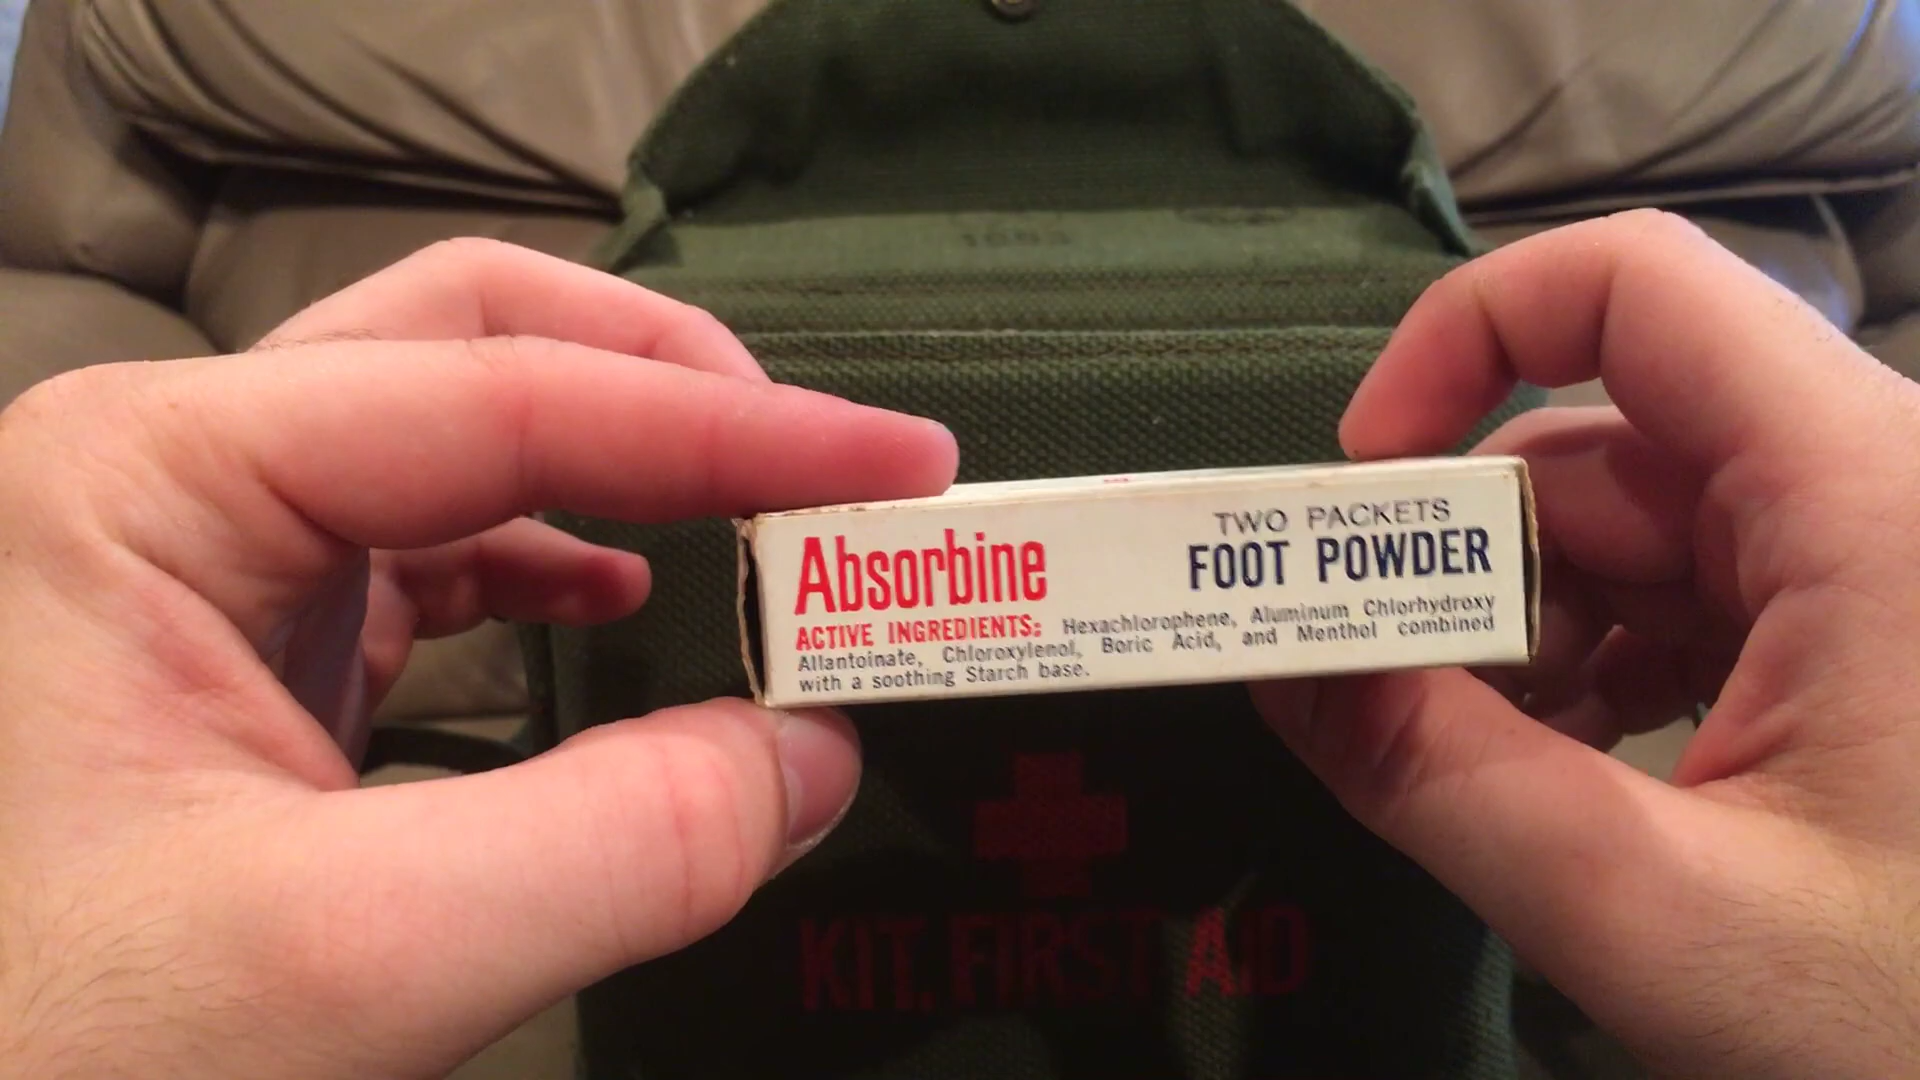 Absorbine
TWO PACKETS
FOOT POWDER
ACTIVE INGREDIENTS: Hexachlorophene, Aluminum Chlorhydroxy
Allantoinate, Chloroxylenol, Boric Acid, and Menthol combined
with a soothing Starch base.
KIT, FIRST AID